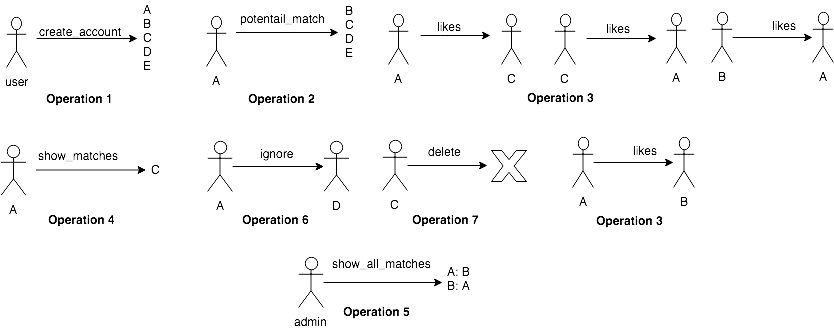 A
B
create_account C
D
E
user
Operation 1
potentail_match B
C
D
E
A
Operation 2
likes
A C
likes
C A
likes
B A
Operation 3
show_matches
C
A
Operation 4
ignore
A D
Operation 6
delete
C
Operation 7
likes
A B
Operation 3
show_all_matches
A: B
B: A
admin
Operation 5